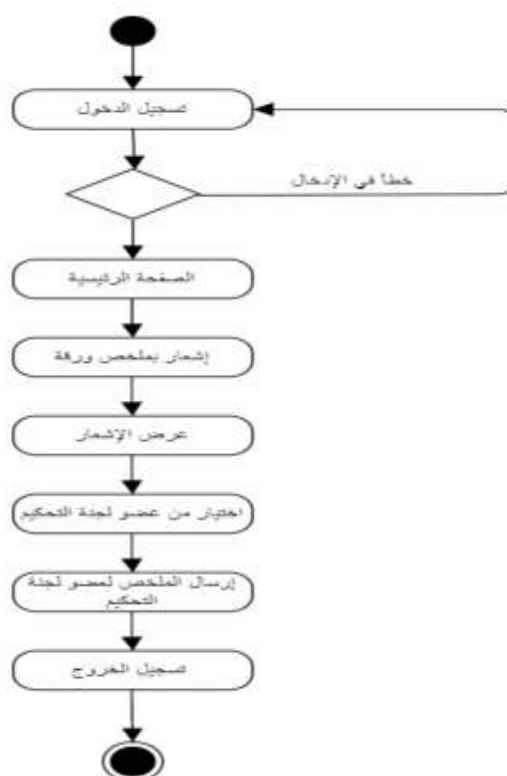 تسجيل الدخول
خطأ في الإدخال
الصفحة الرئيسية
إشعار بملخص ورقة
عرض الإشعار
اختيار من عضو لجنة التحكيم
إرسال الملخص لعضو لجنة
التحكيم
تسجيل الخروج